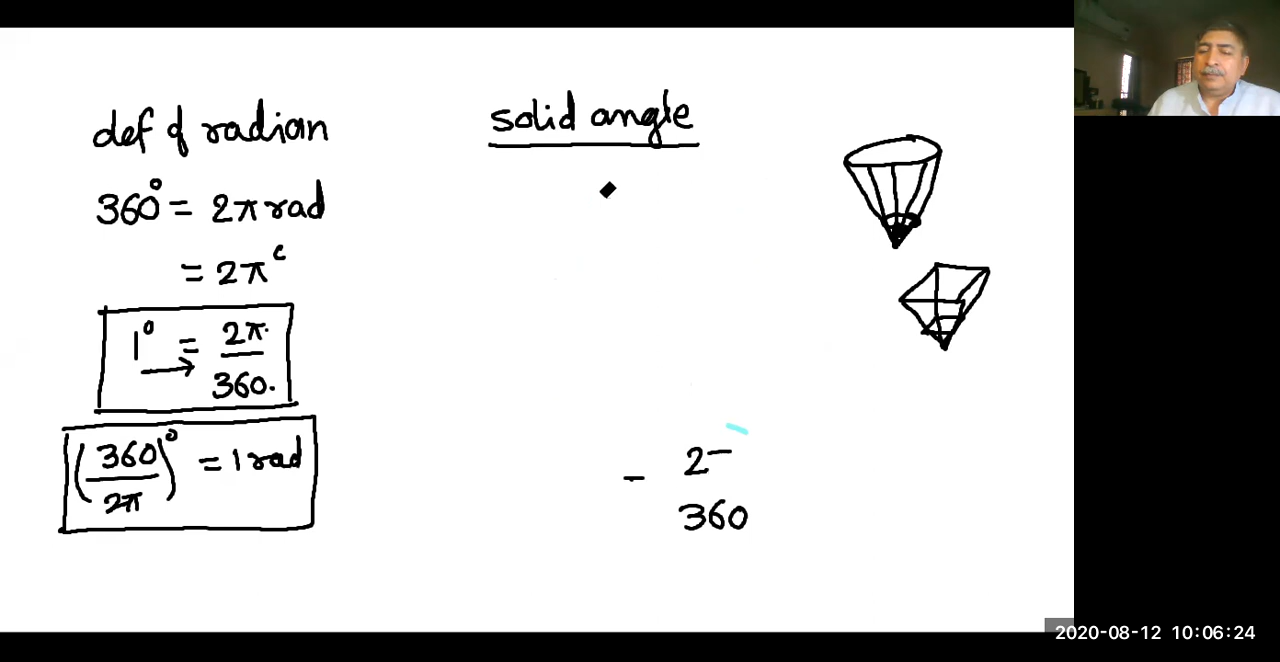 def of radian
360° = 2π rad
= 2π^c
1° = 2π/360.
(360/2π)° = 1 rad
solid angle
- 2-
360
2020-08-12 10:06:24